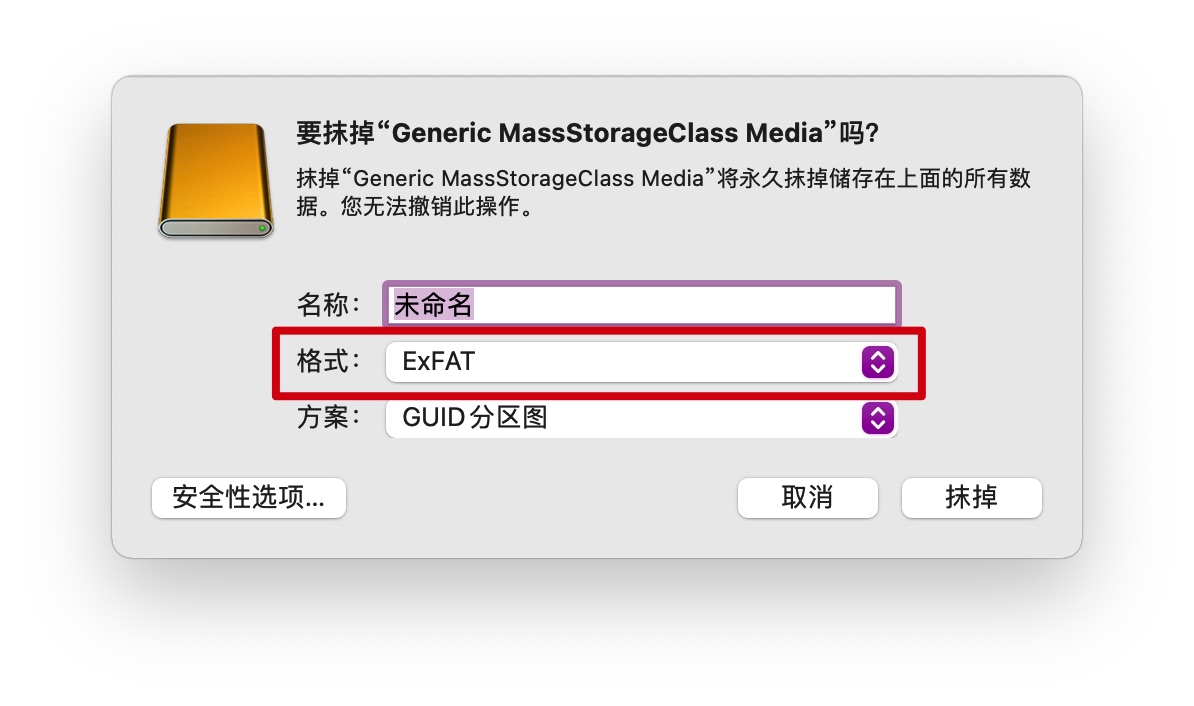 要抹掉“Generic MassStorageClass Media”吗?
抹掉“Generic MassStorageClass Media”将永久抹掉储存在上面的所有数
据。您无法撤销此操作。
名称： 未命名
格式： ExFAT
方案： GUID分区图
安全性选项... 取消 抹掉